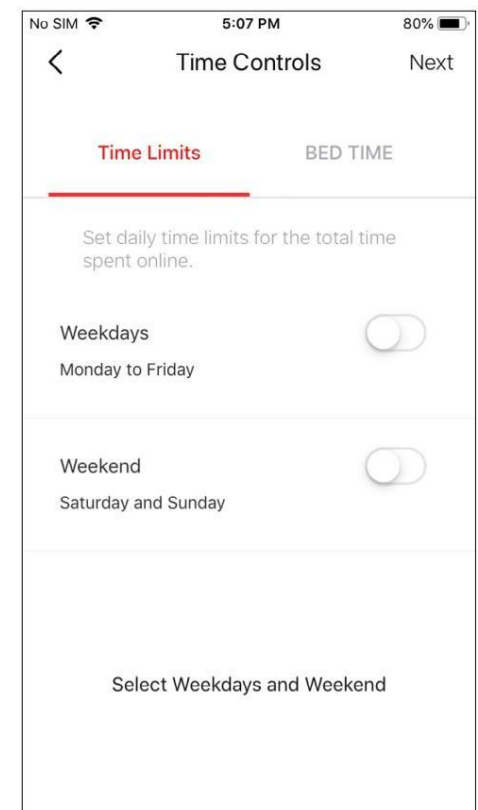 No SIM 5:07 PM 80%
Time Controls Next
Time Limits BED TIME
Set daily time limits for the total time
spent online.
Weekdays
Monday to Friday
Weekend
Saturday and Sunday
Select Weekdays and Weekend